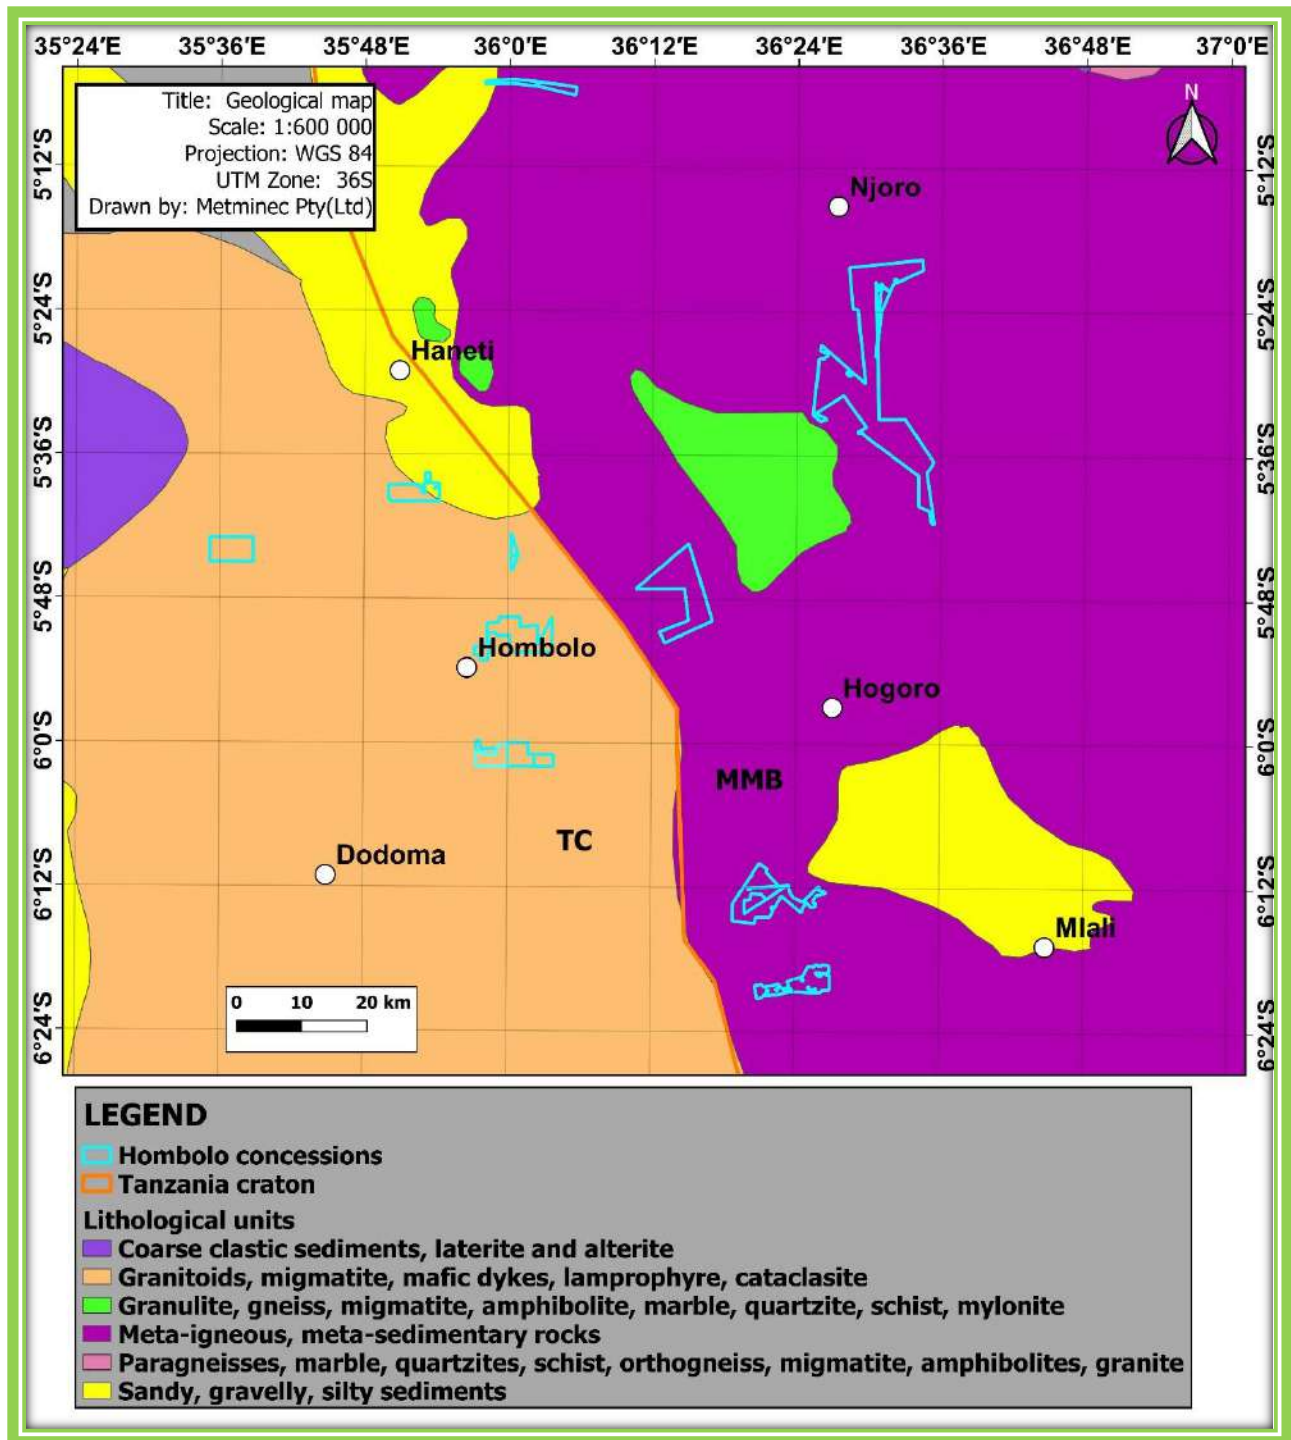 35°24′E 35°36′E 35°48′E 36°0′E 36°12′E 36°24′E 36°36′E 36°48′E 37°0′E
Title: Geological map
Scale: 1:600 000
Projection: WGS 84
UTM Zone: 36S
Drawn by: Metminec Pty(Ltd)
N
5°12′S 5°12′S
Njoro
5°24′S 5°24′S
Haneti
5°36′S 5°36′S
5°48′S 5°48′S
Hombolo
Hogoro
6°0′S 6°0′S
MMB
TC
Dodoma
6°12′S 6°12′S
Mlali
0 10 20 km
6°24′S 6°24′S
LEGEND
Hombolo concessions
Tanzania craton
Lithological units
Coarse clastic sediments, laterite and alterite
Granitoids, migmatite, mafic dykes, lamprophyre, cataclasite
Granulite, gneiss, migmatite, amphibolite, marble, quartzite, schist, mylonite
Meta-igneous, meta-sedimentary rocks
Paragneisses, marble, quartzites, schist, orthogneiss, migmatite, amphibolites, granite
Sandy, gravelly, silty sediments